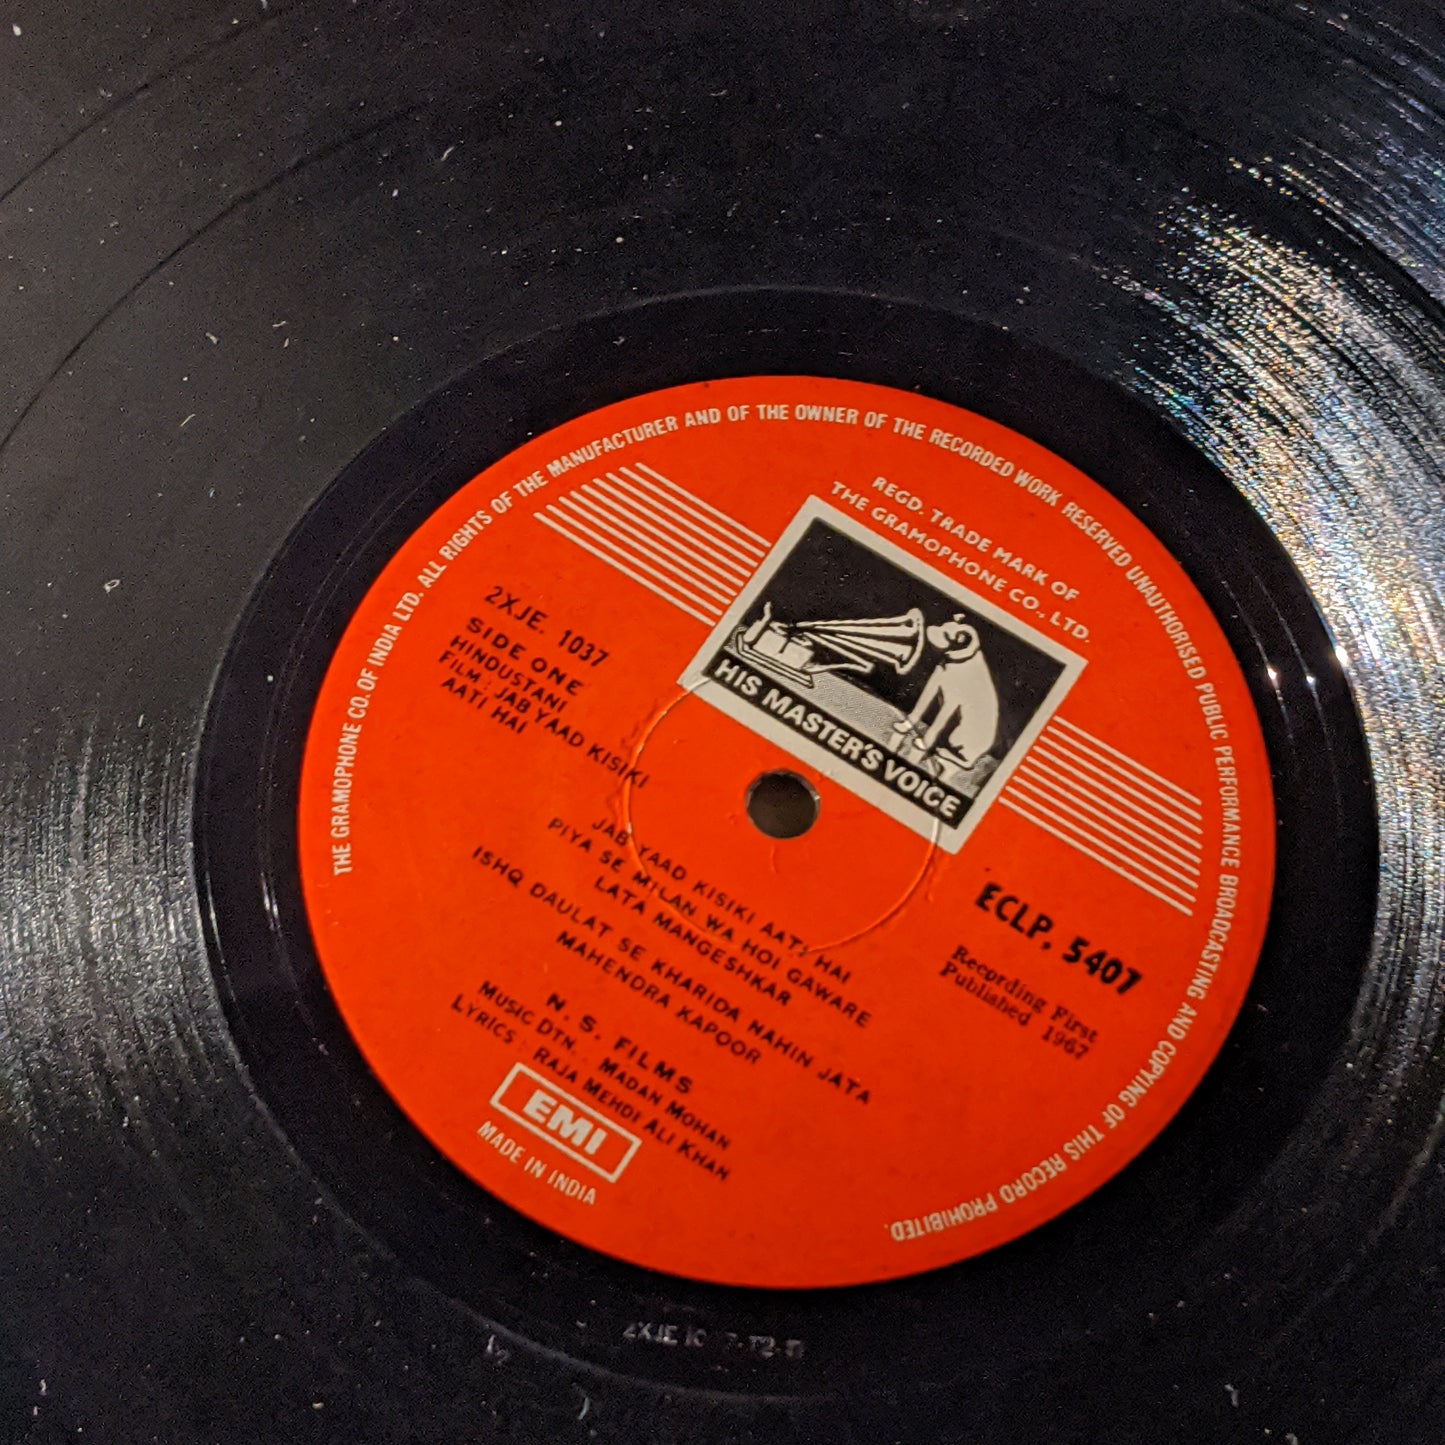 THE GRAMOPHONE CO. OF INDIA LTD. ALL RIGHTS OF THE MANUFACTURER AND OF THE OWNER OF THE RECORDED WORK RESERVED UNAUTHORISED PUBLIC PERFORMANCE BROADCASTING AND COPYING OF THIS RECORD PROHIBITED.
REGD. TRADE MARK OF
THE GRAMOPHONE CO., LTD.
HIS MASTER'S VOICE
2XJE. 1037
SIDE ONE
HINDUSTANI
FILM : JAB YAAD KISIKI
AATI HAI
ECLP. 5407
Recording First
Published 1967
JAB YAAD KISIKI AATI HAI
PIYA SE MILAN WA HOI GAWARE
LATA MANGESHKAR
ISHQ DAULAT SE KHARIDA NAHIN JATA
MAHENDRA KAPOOR
N. S. FILMS
MUSIC DTN. : MADAN MOHAN
LYRICS : RAJA MEHDI ALI KHAN
EMI
MADE IN INDIA